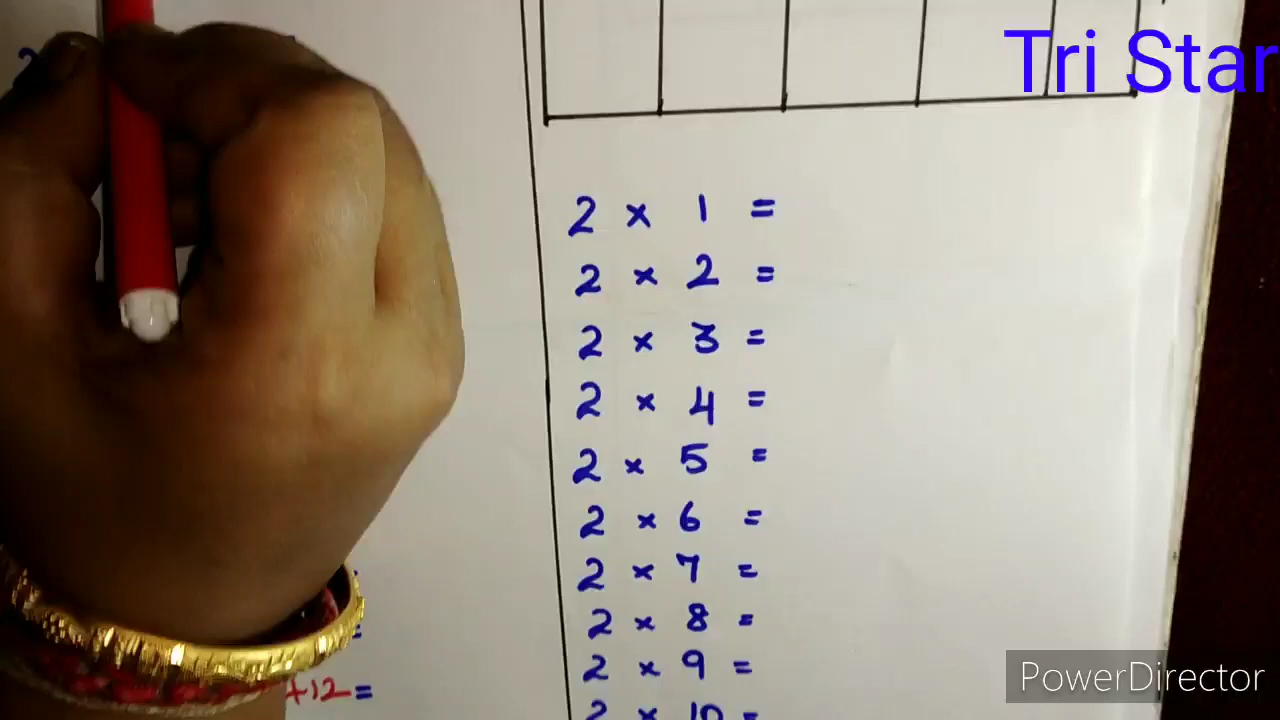 Tri Star
2 x 1 =
2 x 2 =
2 x 3 =
2 x 4 =
2 x 5 =
2 x 6 =
2 x 7 =
2 x 8 =
2 x 9 =
2 x 10 =
+12 =
PowerDirector